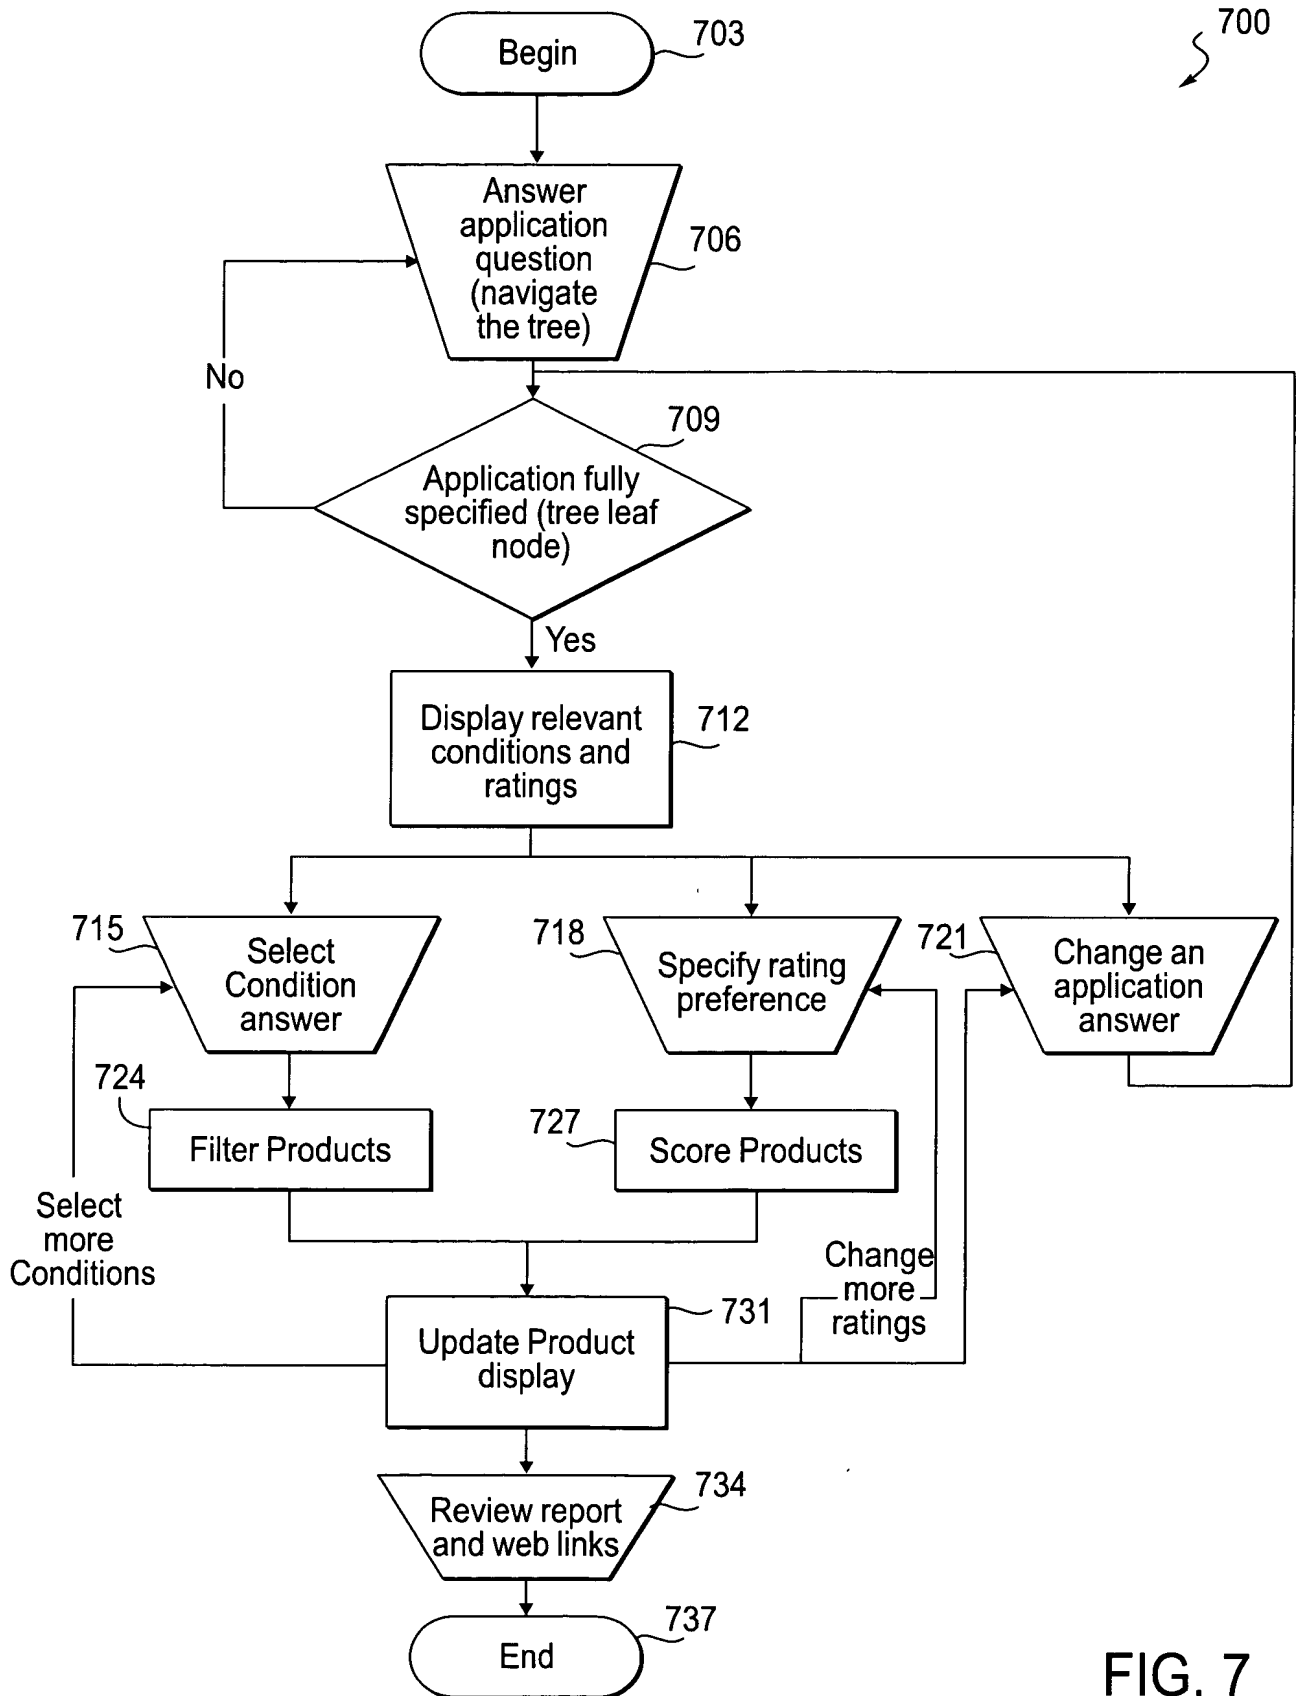 700
Begin
703
Answer
application
question
(navigate
the tree)
706
No
709
Application fully
specified (tree leaf
node)
Yes
Display relevant
conditions and
ratings
712
715
Select
Condition
answer
718
Specify rating
preference
721
Change an
application
answer
724
Filter Products
727
Score Products
Select
more
Conditions
Change
more
ratings
731
Update Product
display
734
Review report
and web links
737
End
FIG. 7